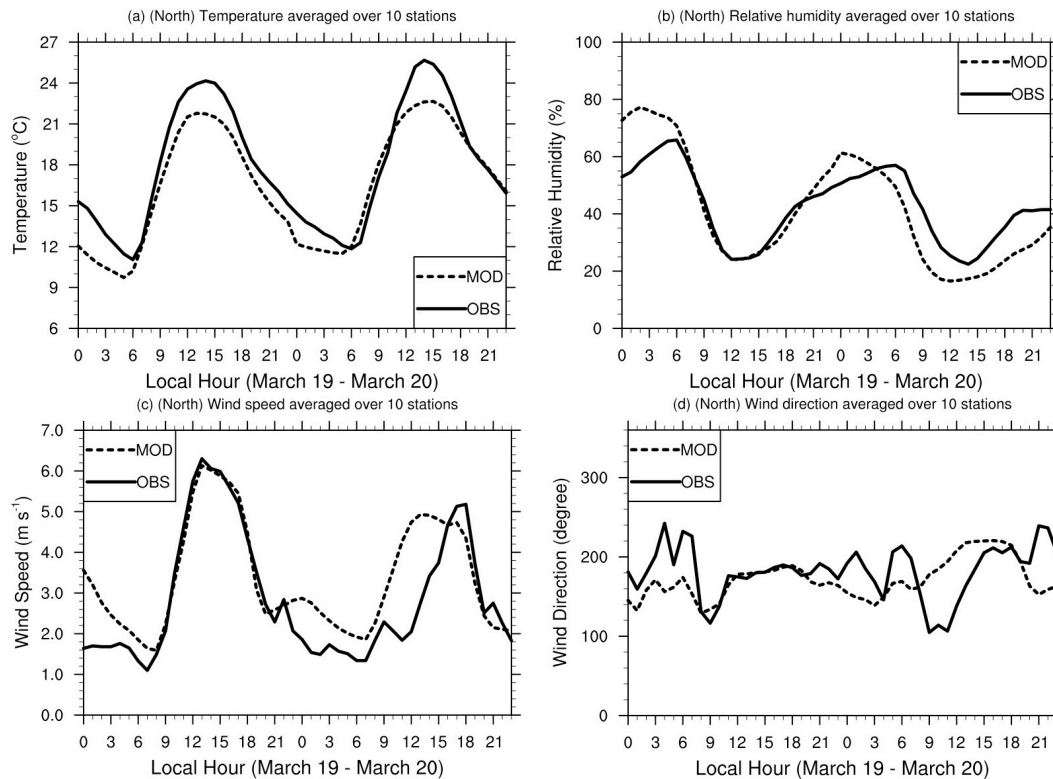 (a) (North) Temperature averaged over 10 stations
27
24
21
18
15
12
9
6
Temperature (°C)
MOD
OBS
0 3 6 9 12 15 18 21 0 3 6 9 12 15 18 21
Local Hour (March 19 - March 20)
(b) (North) Relative humidity averaged over 10 stations
100
80
60
40
20
0
Relative Humidity (%)
MOD
OBS
0 3 6 9 12 15 18 21 0 3 6 9 12 15 18 21
Local Hour (March 19 - March 20)
(c) (North) Wind speed averaged over 10 stations
7.0
6.0
5.0
4.0
3.0
2.0
1.0
0.0
Wind Speed (m s⁻¹)
MOD
OBS
0 3 6 9 12 15 18 21 0 3 6 9 12 15 18 21
Local Hour (March 19 - March 20)
(d) (North) Wind direction averaged over 10 stations
300
200
100
0
Wind Direction (degree)
MOD
OBS
0 3 6 9 12 15 18 21 0 3 6 9 12 15 18 21
Local Hour (March 19 - March 20)